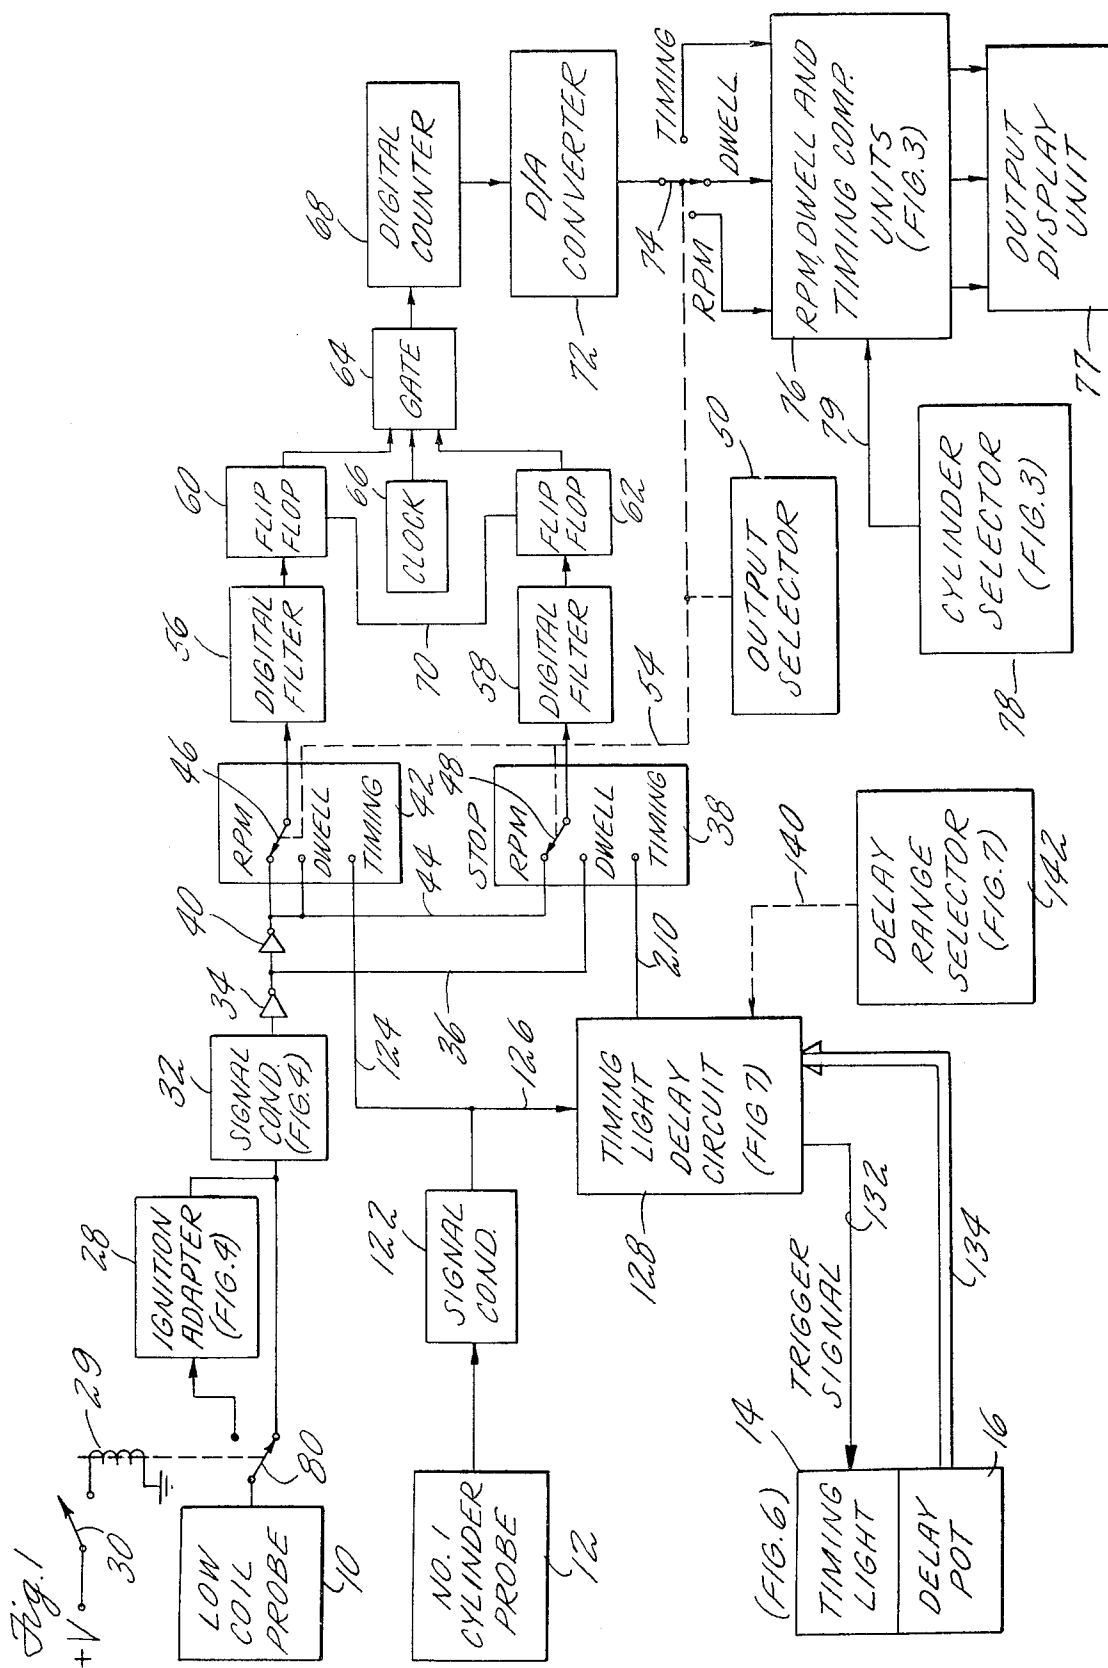 Fig. 1
+V
30
29
80
LOW
COIL
PROBE
10
28
IGNITION
ADAPTER
(FIG.4)
32
SIGNAL
COND.
(FIG.4)
34
40
36
44
46
RPM
DWELL
TIMING
42
STOP
48
RPM
DWELL
TIMING
38
56
DIGITAL
FILTER
58
DIGITAL
FILTER
54
60
FLIP
FLOP
62
FLIP
FLOP
70
66
CLOCK
64
GATE
68
DIGITAL
COUNTER
72
D/A
CONVERTER
74
RPM
DWELL
TIMING
76
RPM, DWELL AND
TIMING COMP.
UNITS
(FIG.3)
77
OUTPUT
DISPLAY
UNIT
79
78
CYLINDER
SELECTOR
(FIG.3)
50
OUTPUT
SELECTOR
NO. 1
CYLINDER
PROBE
12
122
SIGNAL
COND.
124
126
128
TIMING
LIGHT
DELAY
CIRCUIT
(FIG 7)
210
140
DELAY
RANGE
SELECTOR
(FIG.7)
142
TRIGGER
SIGNAL
132
134
(FIG.6)
14
TIMING
LIGHT
DELAY
POT
16